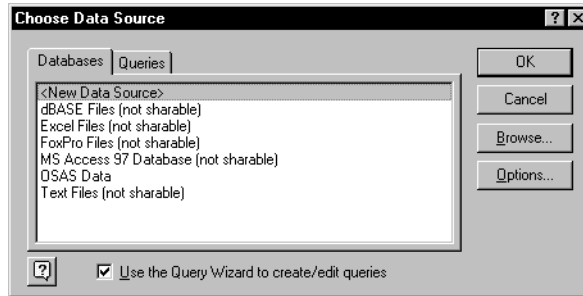 Choose Data Source
Databases
Queries
<New Data Source>
dBASE Files (not sharable)
Excel Files (not sharable)
FoxPro Files (not sharable)
MS Access 97 Database (not sharable)
OSAS Data
Text Files (not sharable)
OK
Cancel
Browse...
Options...
Use the Query Wizard to create/edit queries